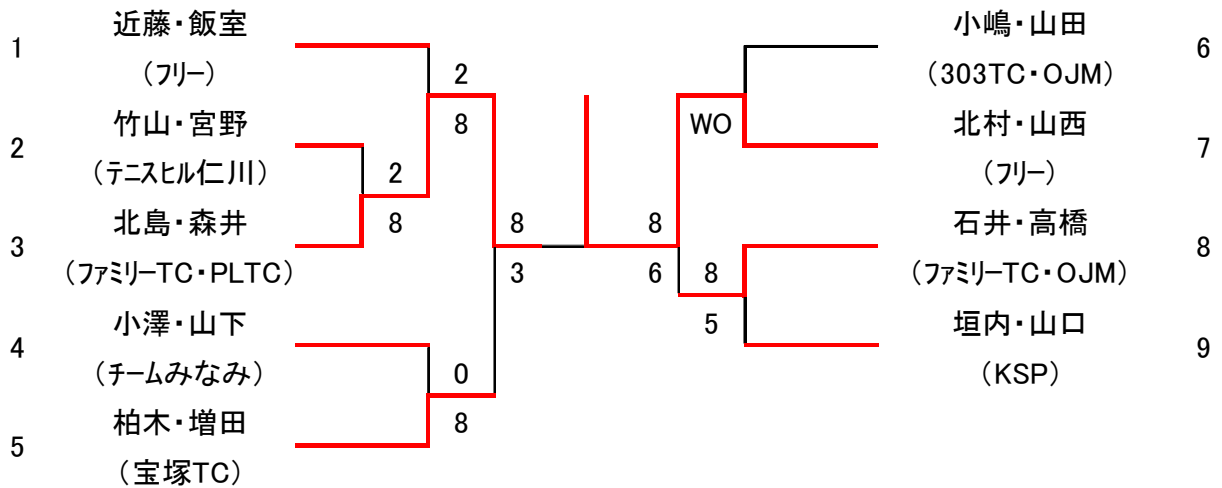 1
近藤・飯室
(フリー)
2
竹山・宮野
(テニスヒル仁川)
3
北島・森井
(ファミリーTC・PLTC)
4
小澤・山下
(チームみなみ)
5
柏木・増田
(宝塚TC)
2
8
2
8
8
3
0
8
8
6
WO
8
5
小嶋・山田
(303TC・OJM)
6
北村・山西
(フリー)
7
石井・高橋
(ファミリーTC・OJM)
8
垣内・山口
(KSP)
9